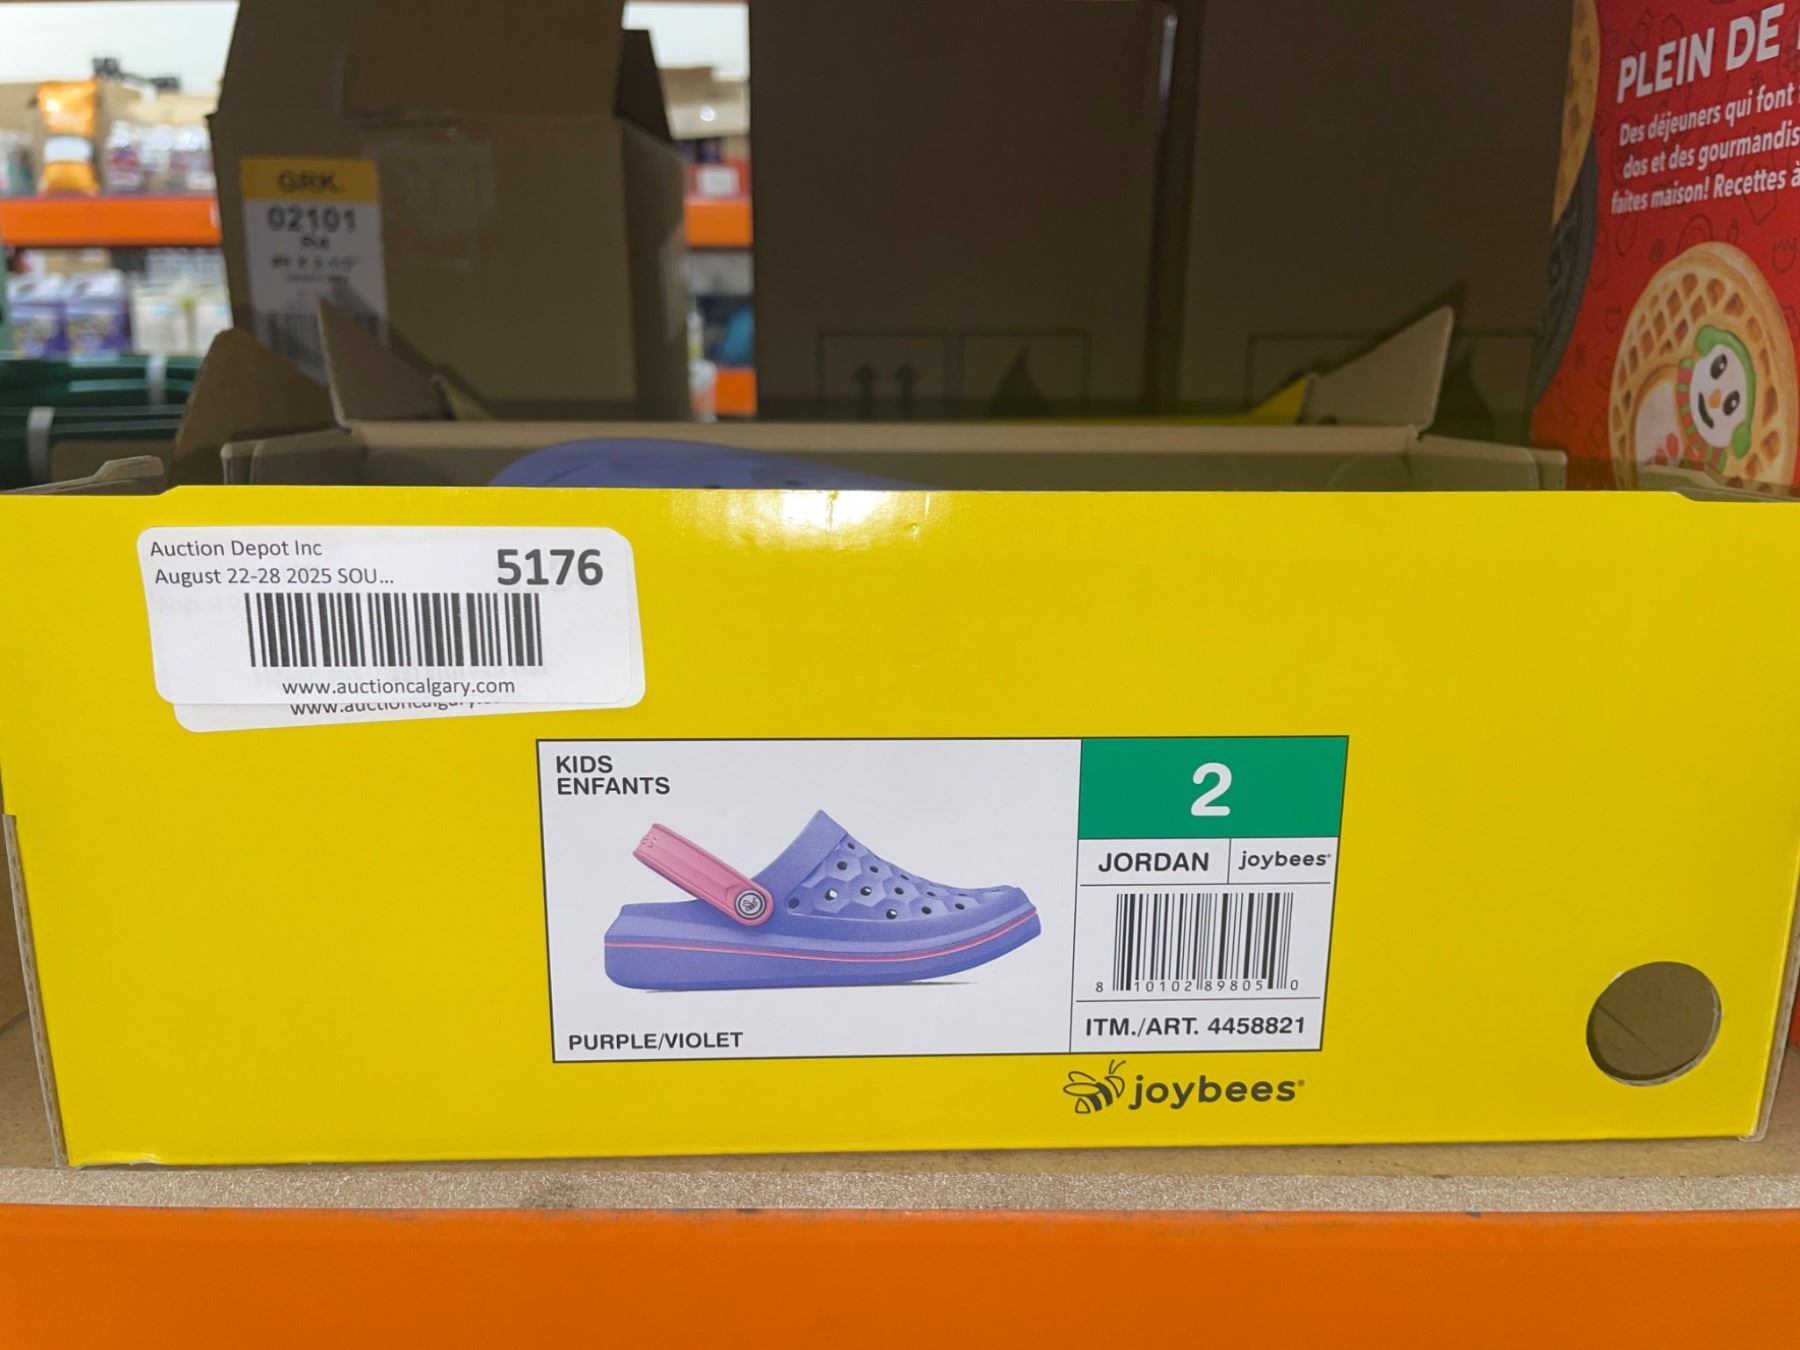 PLEIN DE
Des déjeuners qui font
dos et des gourmandis
faites maison! Recettes à
GRK
02101
Auction Depot Inc
5176
August 22-28 2025 SOU...
www.auctioncalgary.com
KIDS
ENFANTS
2
JORDAN
joybees
8 10102 89805 0
ITM./ART. 4458821
PURPLE/VIOLET
joybees